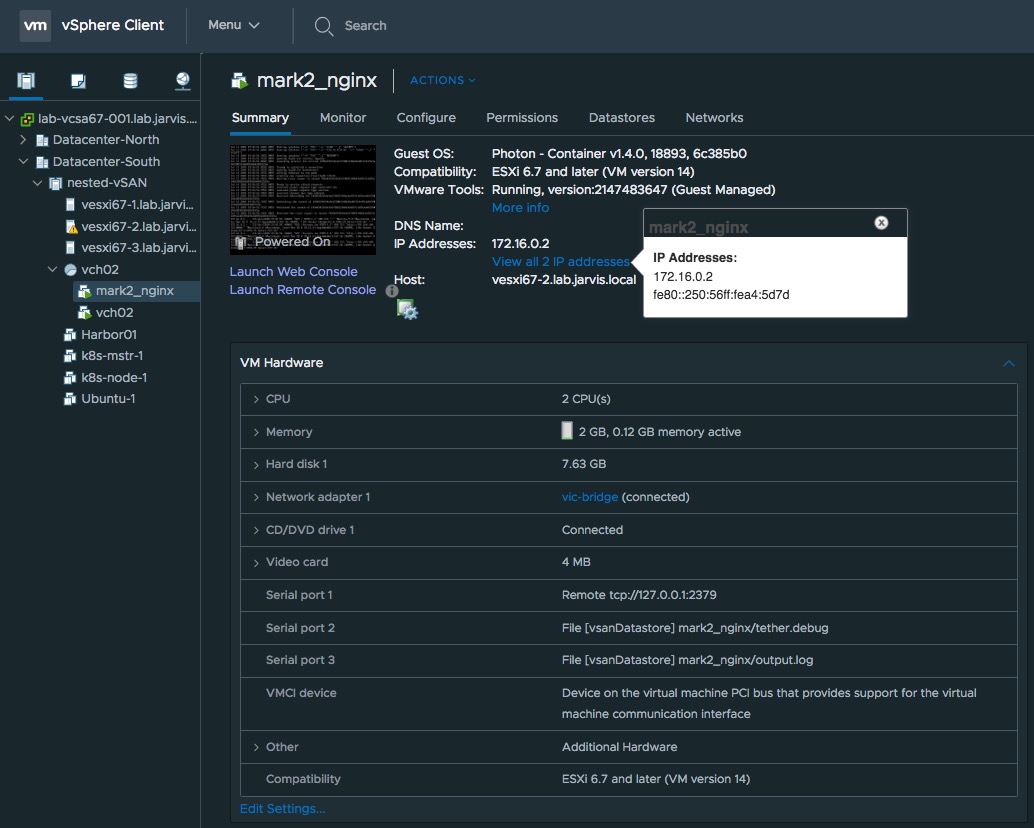 vm vSphere Client Menu Search
mark2_nginx ACTIONS
Summary Monitor Configure Permissions Datastores Networks
lab-vcsa67-001.lab.jarvis....
Datacenter-North
Datacenter-South
nested-vSAN
vesxi67-1.lab.jarvi...
vesxi67-2.lab.jarvi...
vesxi67-3.lab.jarvi...
vch02
mark2_nginx
vch02
Harbor01
k8s-mstr-1
k8s-node-1
Ubuntu-1
Powered On
Launch Web Console
Launch Remote Console
Guest OS: Photon - Container v1.4.0, 18893, 6c385b0
Compatibility: ESXi 6.7 and later (VM version 14)
VMware Tools: Running, version:2147483647 (Guest Managed)
More info
DNS Name:
IP Addresses: 172.16.0.2
View all 2 IP addresses
Host: vesxi67-2.lab.jarvis.local
mark2_nginx
IP Addresses:
172.16.0.2
fe80::250:56ff:fea4:5d7d
VM Hardware
CPU 2 CPU(s)
Memory 2 GB, 0.12 GB memory active
Hard disk 1 7.63 GB
Network adapter 1 vic-bridge (connected)
CD/DVD drive 1 Connected
Video card 4 MB
Serial port 1 Remote tcp://127.0.0.1:2379
Serial port 2 File [vsanDatastore] mark2_nginx/tether.debug
Serial port 3 File [vsanDatastore] mark2_nginx/output.log
VMCI device Device on the virtual machine PCI bus that provides support for the virtual
machine communication interface
Other Additional Hardware
Compatibility ESXi 6.7 and later (VM version 14)
Edit Settings...